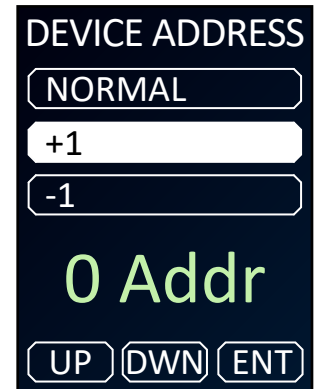 DEVICE ADDRESS
NORMAL
+1
-1
0 Addr
UP DWN ENT